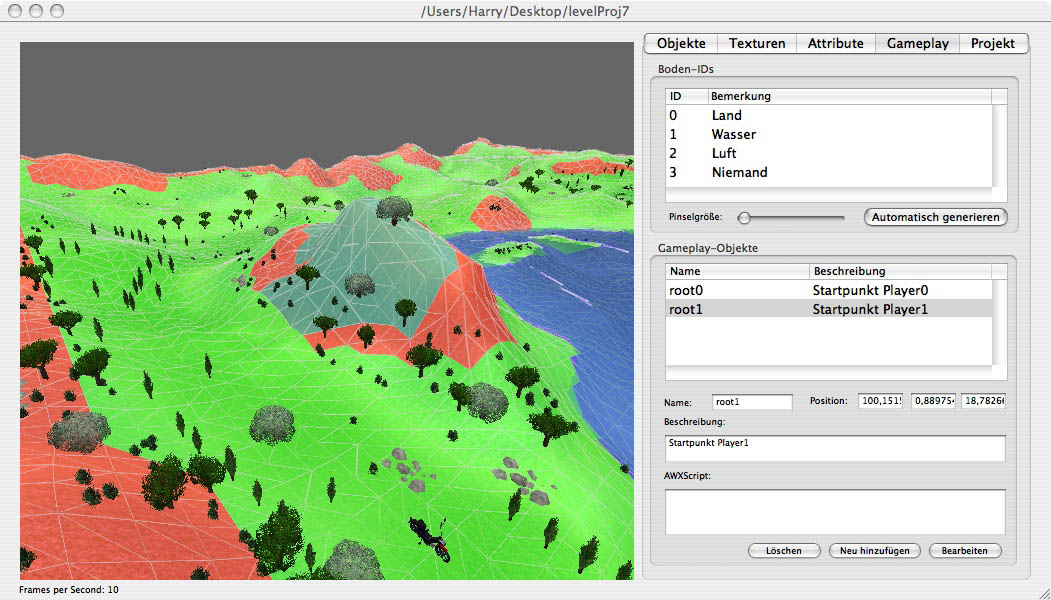 /Users/Harry/Desktop/levelProj7
Objekte Texturen Attribute Gameplay Projekt
Boden-IDs
ID Bemerkung
0 Land
1 Wasser
2 Luft
3 Niemand
Pinselgröße: Automatisch generieren
Gameplay-Objekte
Name Beschreibung
root0 Startpunkt Player0
root1 Startpunkt Player1
Name: root1 Position: 100,151 0,88975 18,7826
Beschreibung:
Startpunkt Player1
AWXScript:
Löschen Neu hinzufügen Bearbeiten
Frames per Second: 10